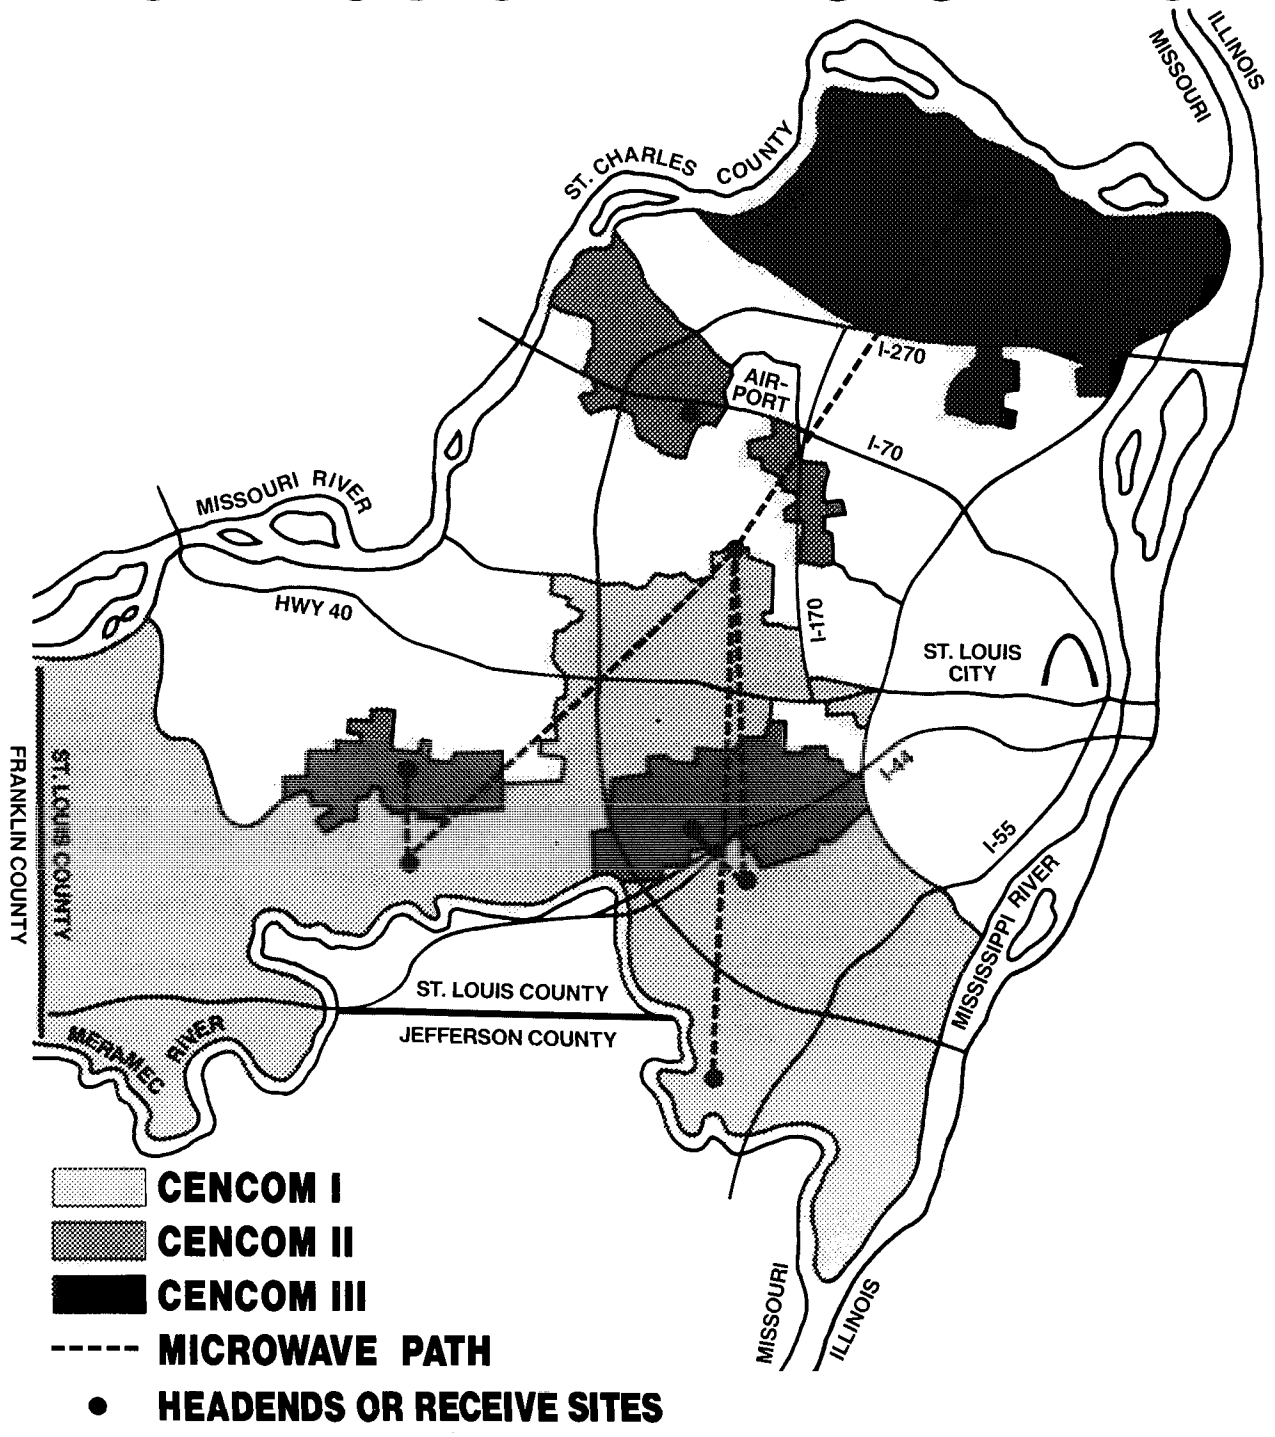 ILLINOIS
MISSOURI
ST. CHARLES COUNTY
I-270
AIR-
PORT
I-70
MISSOURI RIVER
HWY 40
I-170
ST. LOUIS
CITY
I-44
I-55
FRANKLIN COUNTY
ST. LOUIS COUNTY
MISSISSIPPI RIVER
ST. LOUIS COUNTY
JEFFERSON COUNTY
MERAMEC RIVER
MISSOURI
ILLINOIS
CENCOM I
CENCOM II
CENCOM III
MICROWAVE PATH
HEADENDS OR RECEIVE SITES